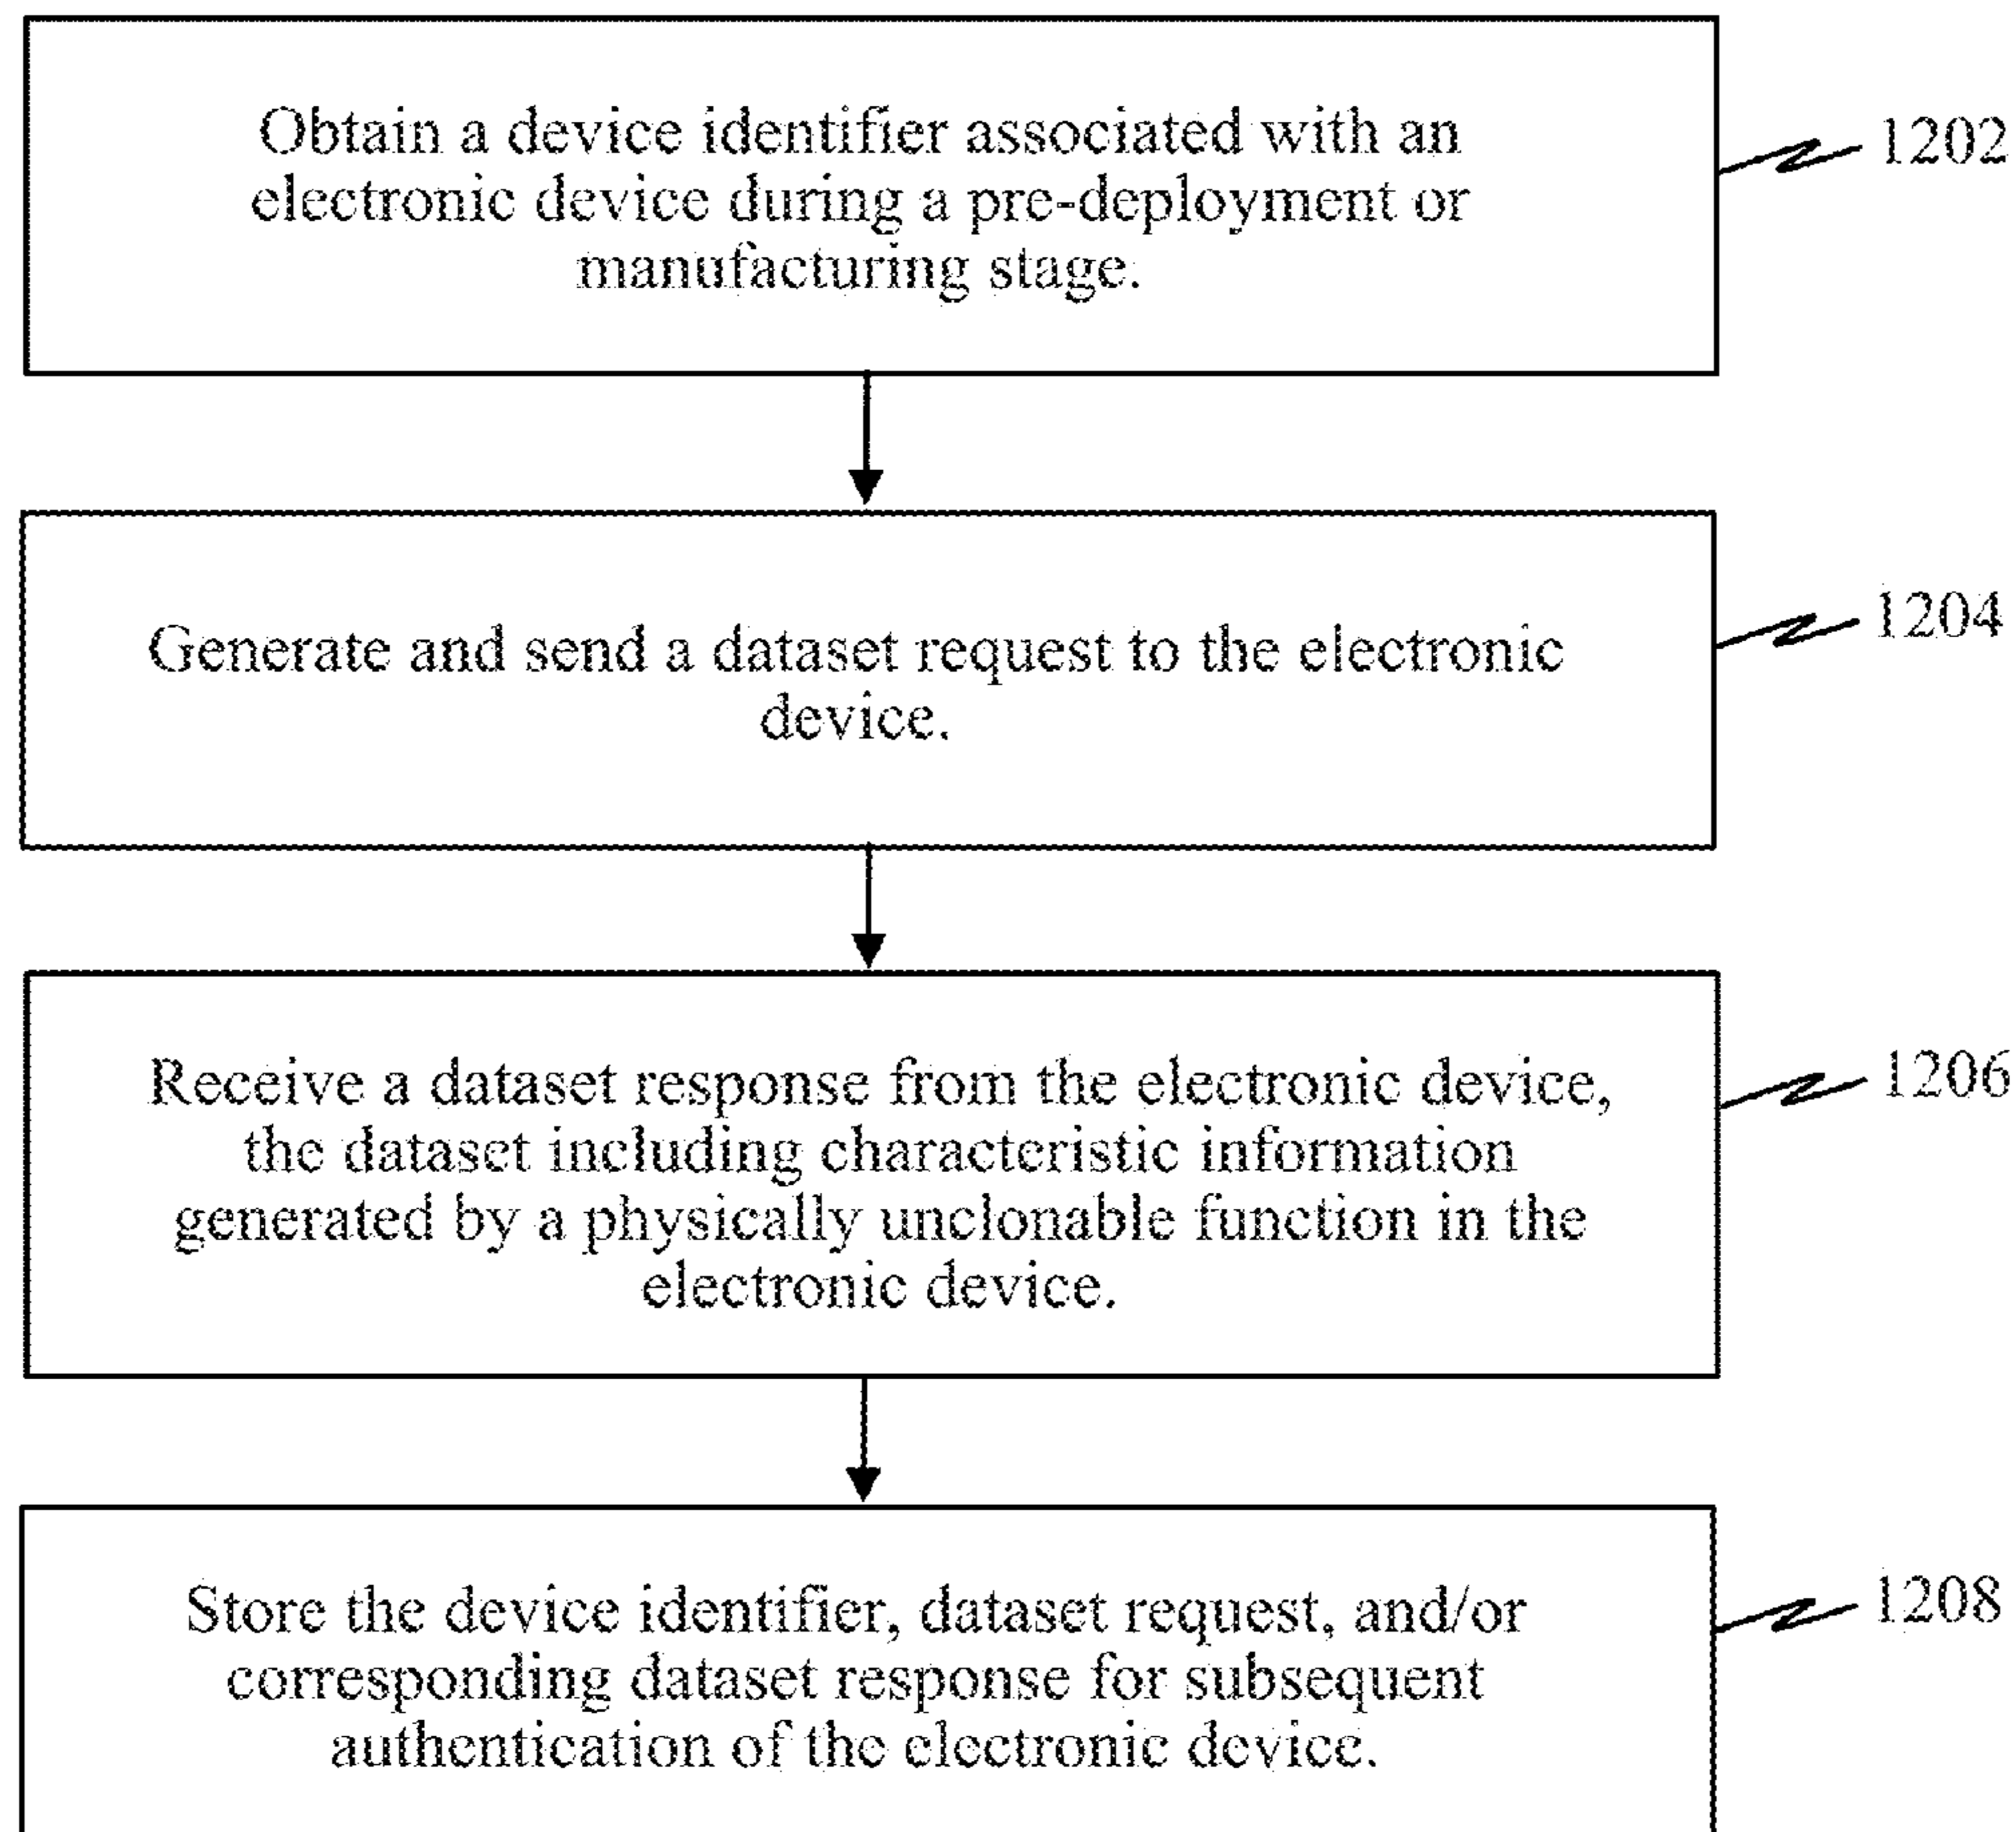 Obtain a device identifier associated with an
electronic device during a pre-deployment or
manufacturing stage.
1202
Generate and send a dataset request to the electronic
device.
1204
Receive a dataset response from the electronic device,
the dataset including characteristic information
generated by a physically unclonable function in the
electronic device.
1206
Store the device identifier, dataset request, and/or
corresponding dataset response for subsequent
authentication of the electronic device.
1208